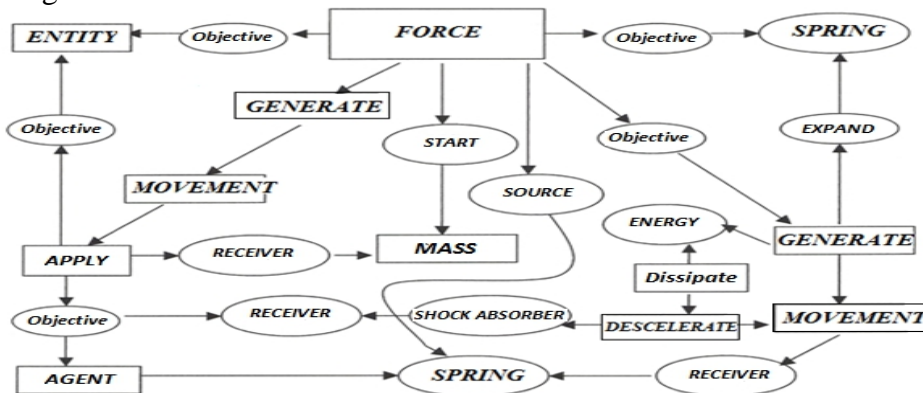 ENTITY
Objective
FORCE
Objective
SPRING
GENERATE
Objective
START
Objective
EXPAND
MOVEMENT
SOURCE
ENERGY
APPLY
RECEIVER
MASS
GENERATE
Dissipate
Objective
RECEIVER
SHOCK ABSORBER
DESCELERATE
MOVEMENT
AGENT
SPRING
RECEIVER